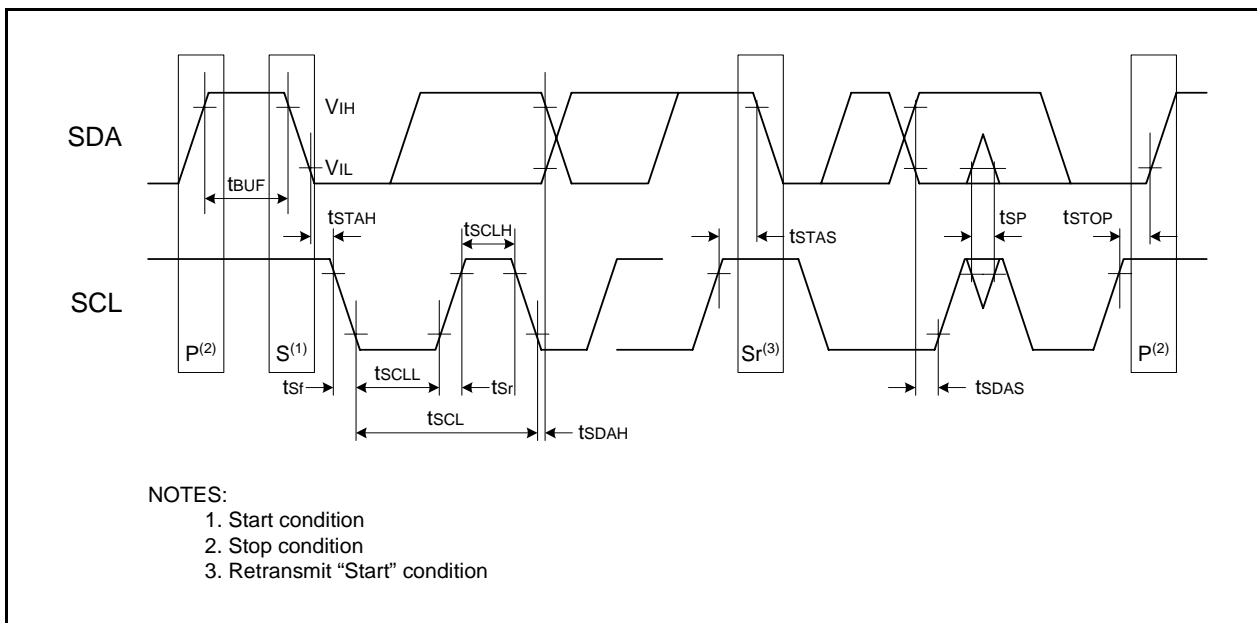 SDA
VIH
VIL
tBUF
tSTAH
tSCLH
tSTAS
tSP
tSTOP
SCL
P(2)
S(1)
Sr(3)
P(2)
tSf
tSCLL
tSr
tSDAS
tSCL
tSDAH
NOTES:
1. Start condition
2. Stop condition
3. Retransmit “Start” condition